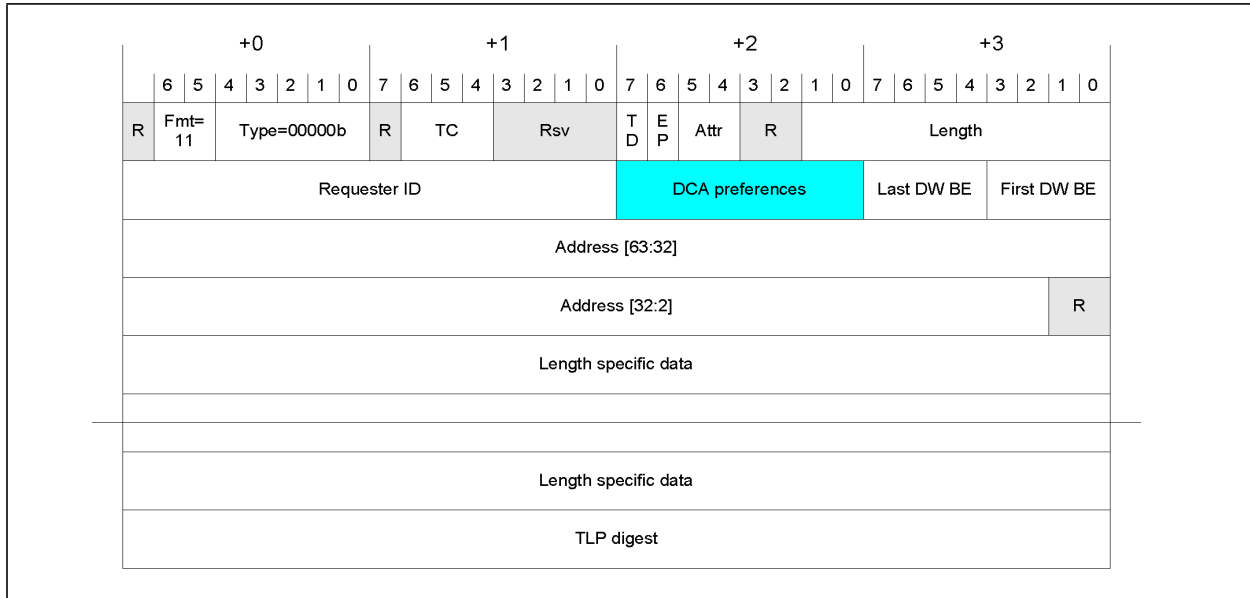 +0 +1 +2 +3
6 5 4 3 2 1 0 7 6 5 4 3 2 1 0 7 6 5 4 3 2 1 0 7 6 5 4 3 2 1 0
R Fmt= 11 Type=00000b R TC Rsv T D E P Attr R Length
Requester ID DCA preferences Last DW BE First DW BE
Address [63:32]
Address [32:2] R
Length specific data
Length specific data
TLP digest